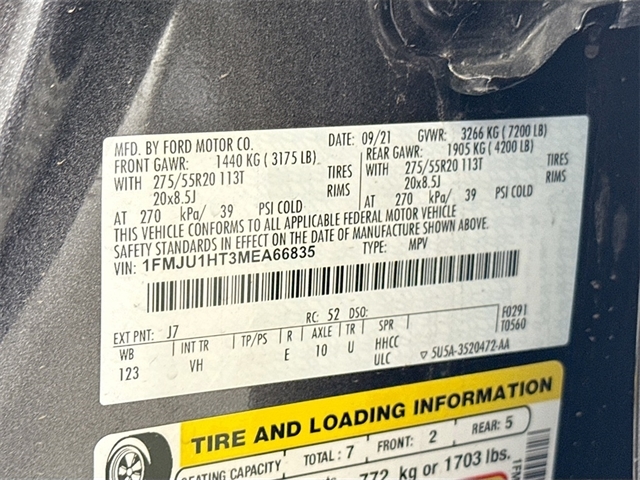 MFD. BY FORD MOTOR CO. DATE: 09/21 GVWR: 3266 KG ( 7200 LB)
FRONT GAWR: 1440 KG ( 3175 LB) REAR GAWR: 1905 KG ( 4200 LB)
WITH 275/55R20 113T TIRES WITH 275/55R20 113T TIRES
20x8.5J RIMS 20x8.5J RIMS
AT 270 kPa/ 39 PSI COLD AT 270 kPa/ 39 PSI COLD
THIS VEHICLE CONFORMS TO ALL APPLICABLE FEDERAL MOTOR VEHICLE
STANDARDS IN EFFECT ON THE DATE OF MANUFACTURE SHOWN ABOVE.
VIN: 1FMJU1HT3MEA66835 TYPE: MPV
RC: 52 DSO: F0291
EXT PNT: J7 T0560
WB INT TR TP/PS R AXLE TR SPR
123 VH E 10 U HHCC
ULC ▽ 5U5A-3520472-AA
TIRE AND LOADING INFORMATION
SEATING CAPACITY TOTAL : 7 FRONT: 2 REAR: 5
772 kg or 1703 lbs.